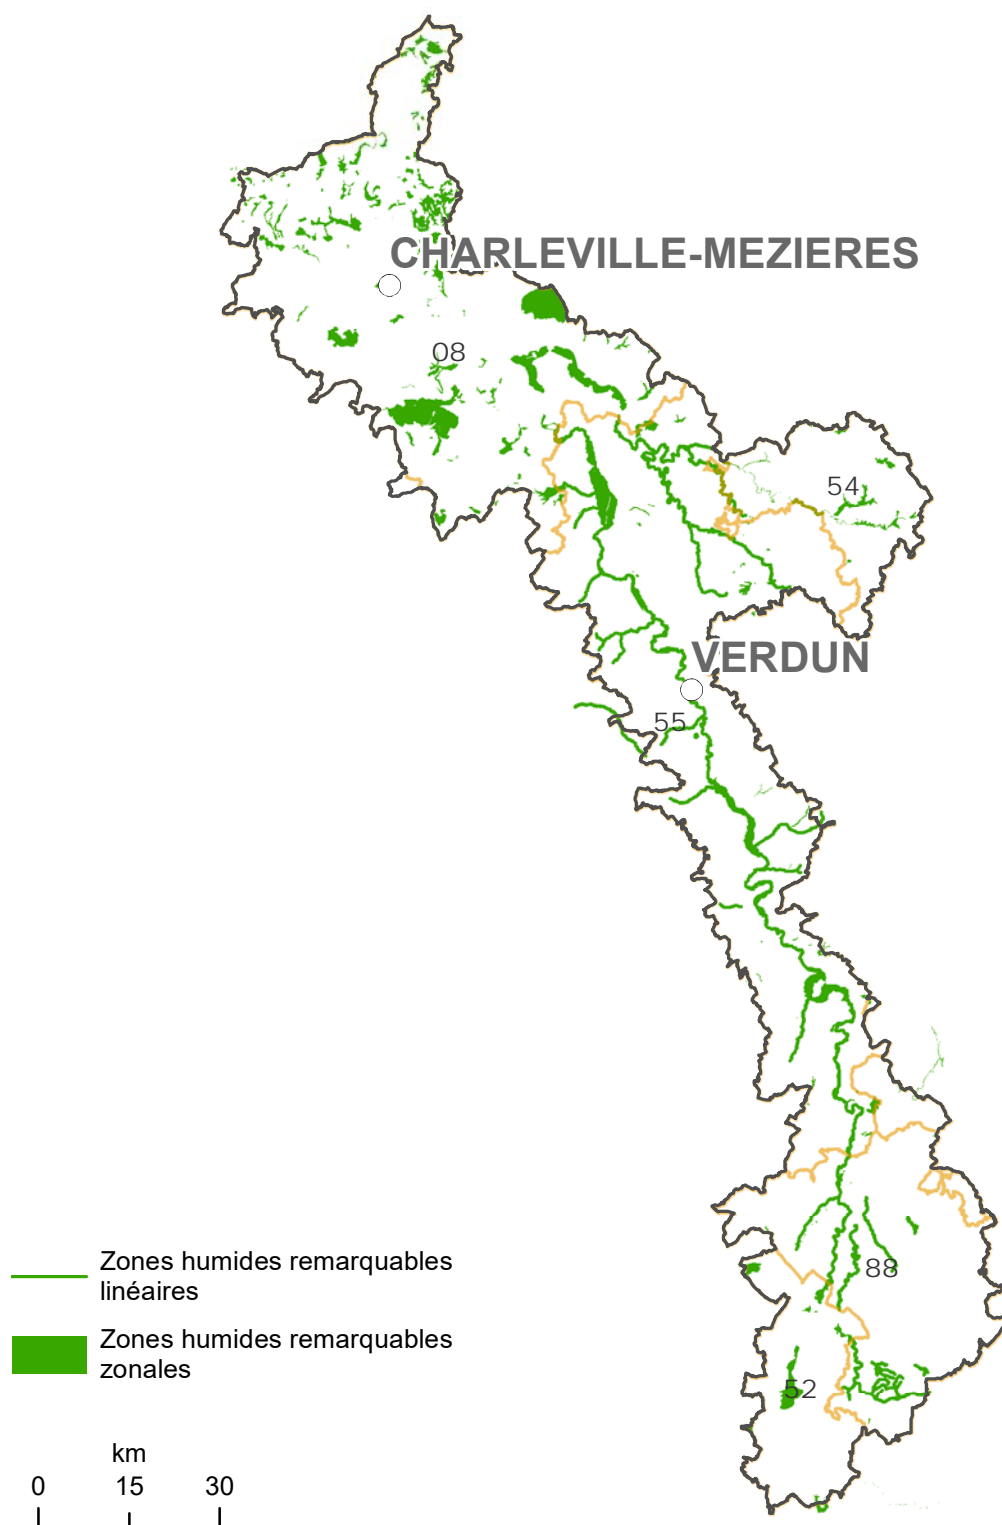 CHARLEVILLE-MEZIERES
08
54
VERDUN
55
88
52
Zones humides remarquables
linéaires
Zones humides remarquables
zonales
km
0 15 30